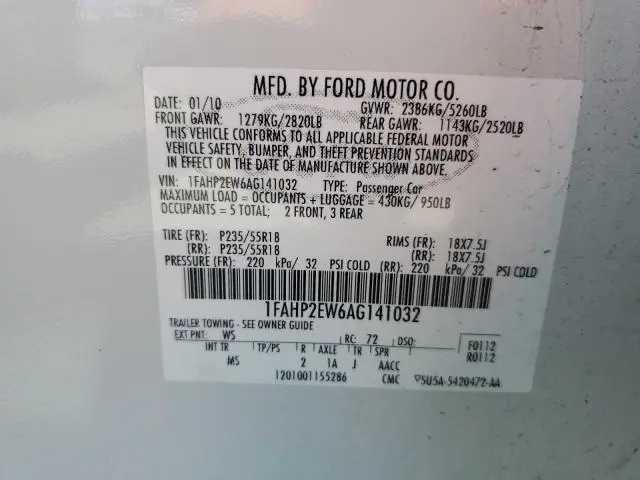 MFD. BY FORD MOTOR CO.
DATE: 01/10 GVWR: 2386KG/5260LB
FRONT GAWR: 1279KG/2820LB REAR GAWR: 1143KG/2520LB
THIS VEHICLE CONFORMS TO ALL APPLICABLE FEDERAL MOTOR
VEHICLE SAFETY, BUMPER, AND THEFT PREVENTION STANDARDS
IN EFFECT ON THE DATE OF MANUFACTURE SHOWN ABOVE.
VIN: 1FAHP2EW6AG141032 TYPE: Passenger Car
MAXIMUM LOAD = OCCUPANTS + LUGGAGE = 430KG/ 950LB
OCCUPANTS = 5 TOTAL; 2 FRONT, 3 REAR
TIRE (FR): P235/55R18 RIMS (FR): 18X7.5J
(RR): P235/55R18 (RR): 18X7.5J
PRESSURE (FR): 220 kPa/ 32 PSI COLD (RR): 220 kPa/ 32 PSI COLD
1FAHP2EW6AG141032
TRAILER TOWING - SEE OWNER GUIDE
EXT PNT: WS RC: 72 DSO: F0112
INT TR TP/PS R AXLE TR SPR R0112
MS 2 1A J AACC
1201001155286 CMC ▽5U5A-5420472-AA